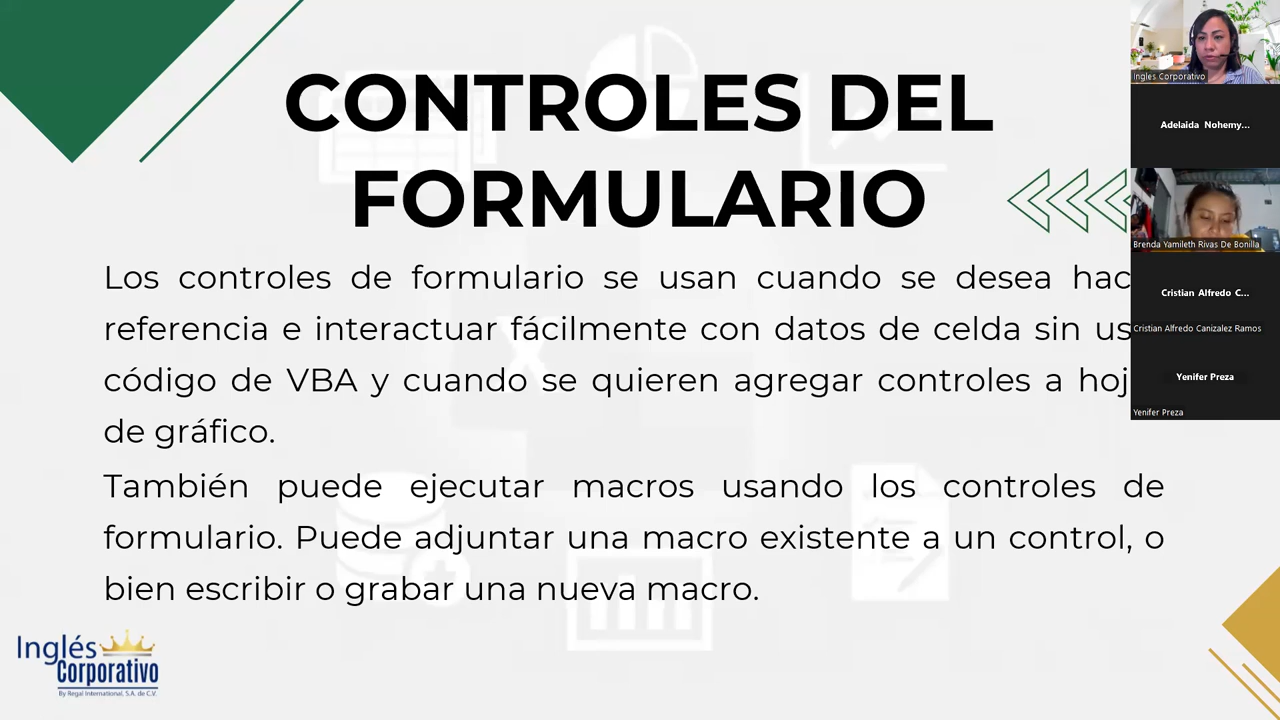 CONTROLES DEL
FORMULARIO
Los controles de formulario se usan cuando se desea
referencia e interactuar fácilmente con datos de celda sin
código de VBA y cuando se quieren agregar controles a
de gráfico.
También puede ejecutar macros usando los controles de
formulario. Puede adjuntar una macro existente a un control, o
bien escribir o grabar una nueva macro.
Inglés
Corporativo
By Regal International, S.A. de C.V.
Ingles Corporativo
Adelaida Nohemy...
Brenda Yamileth Rivas De Bonilla
Cristian Alfredo C...
Cristian Alfredo Canizalez Ramos
Yenifer Preza
Yenifer Preza